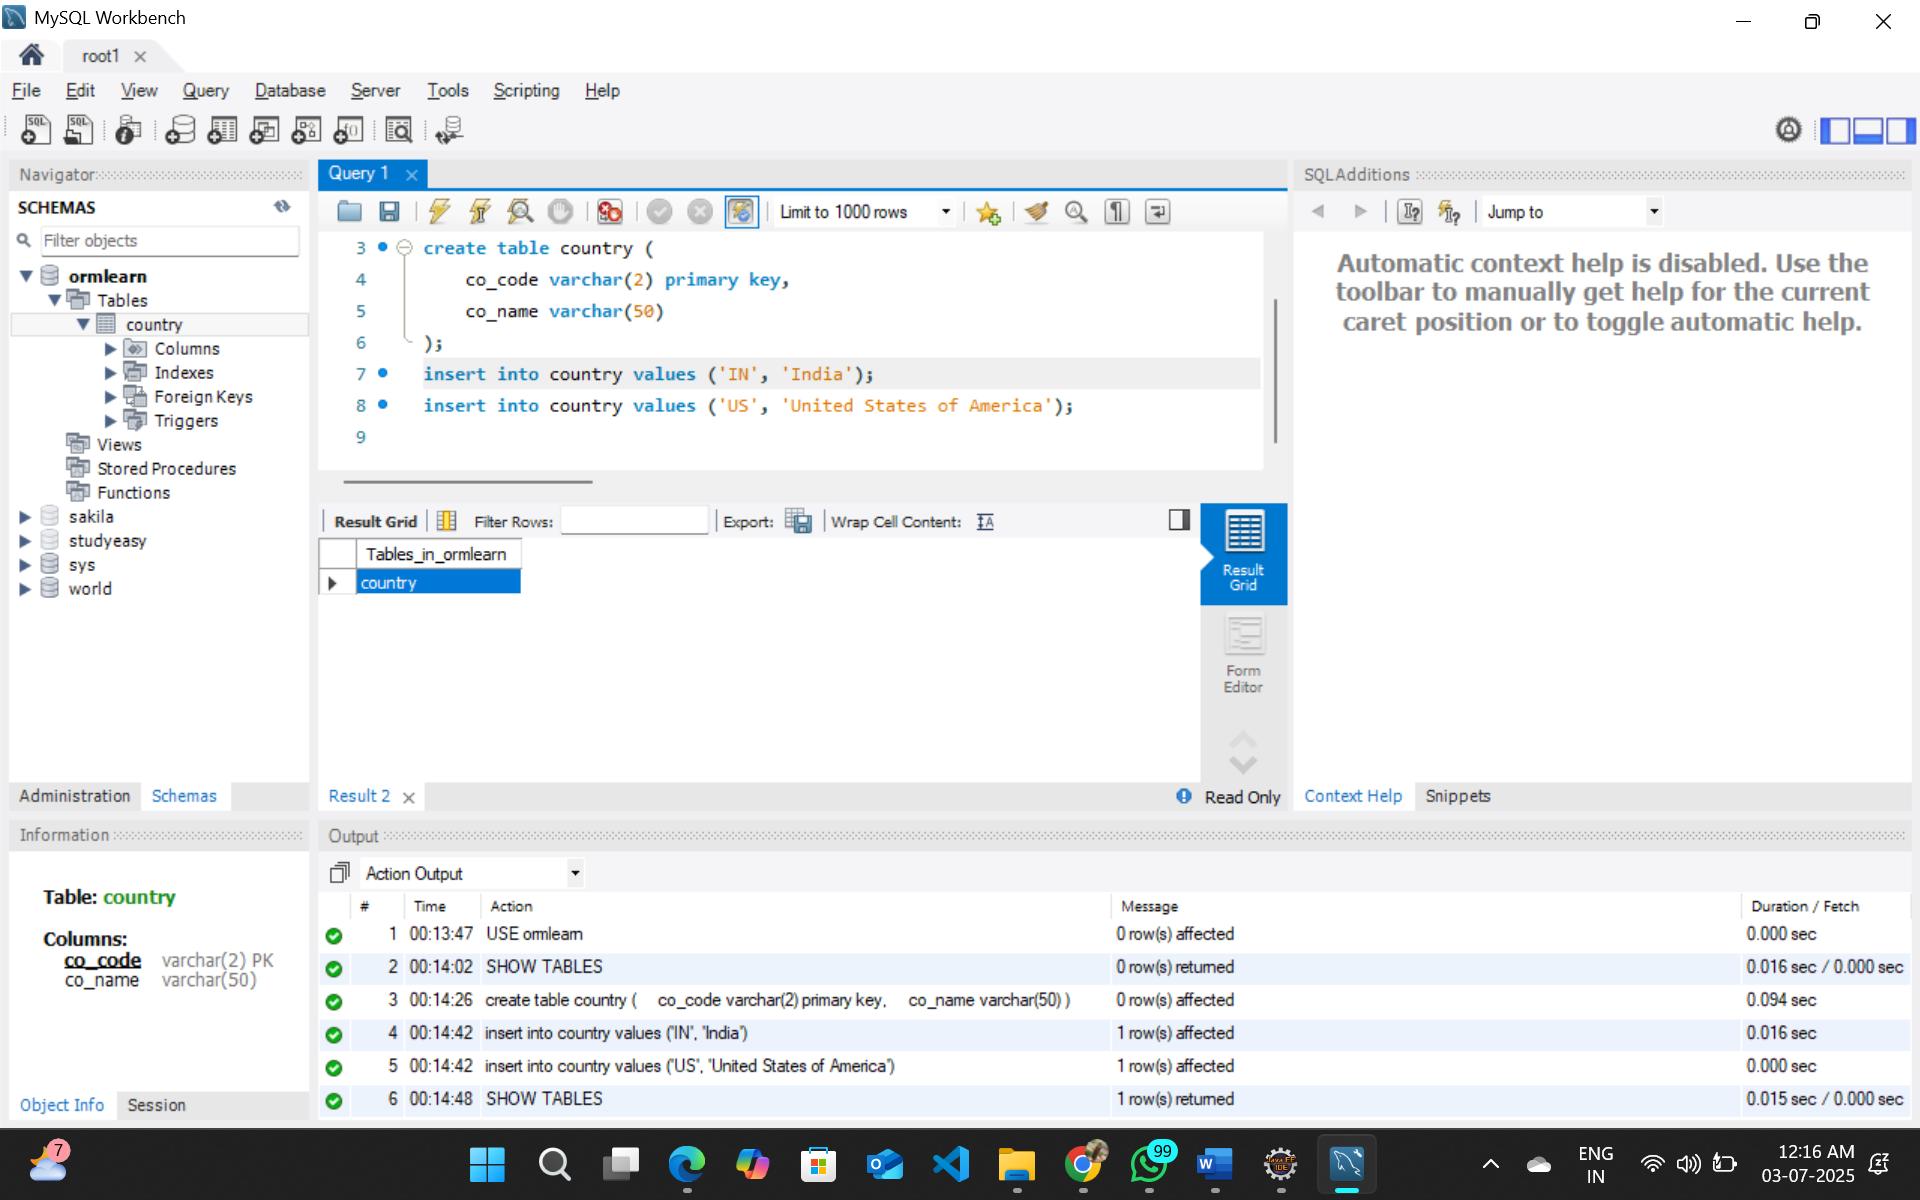 MySQL Workbench
root1
File Edit View Query Database Server Tools Scripting Help
Navigator
SCHEMAS
Filter objects
ormlearn
Tables
country
Columns
Indexes
Foreign Keys
Triggers
Views
Stored Procedures
Functions
sakila
studyeasy
sys
world
Administration Schemas
Information
Table: country
Columns:
co_code varchar(2) PK
co_name varchar(50)
Object Info Session
Query 1
Limit to 1000 rows
3 create table country (
4 co_code varchar(2) primary key,
5 co_name varchar(50)
6 );
7 insert into country values ('IN', 'India');
8 insert into country values ('US', 'United States of America');
9
Result Grid Filter Rows: Export: Wrap Cell Content:
Tables_in_ormlearn
country
Result Grid
Form Editor
Result 2 Read Only
SQLAdditions
Jump to
Automatic context help is disabled. Use the
toolbar to manually get help for the current
caret position or to toggle automatic help.
Context Help Snippets
Output
Action Output
# Time Action Message Duration / Fetch
1 00:13:47 USE ormlearn 0 row(s) affected 0.000 sec
2 00:14:02 SHOW TABLES 0 row(s) returned 0.016 sec / 0.000 sec
3 00:14:26 create table country ( co_code varchar(2) primary key, co_name varchar(50) ) 0 row(s) affected 0.094 sec
4 00:14:42 insert into country values ('IN', 'India') 1 row(s) affected 0.016 sec
5 00:14:42 insert into country values ('US', 'United States of America') 1 row(s) affected 0.000 sec
6 00:14:48 SHOW TABLES 1 row(s) returned 0.015 sec / 0.000 sec
7
99
ENG
IN
12:16 AM
03-07-2025